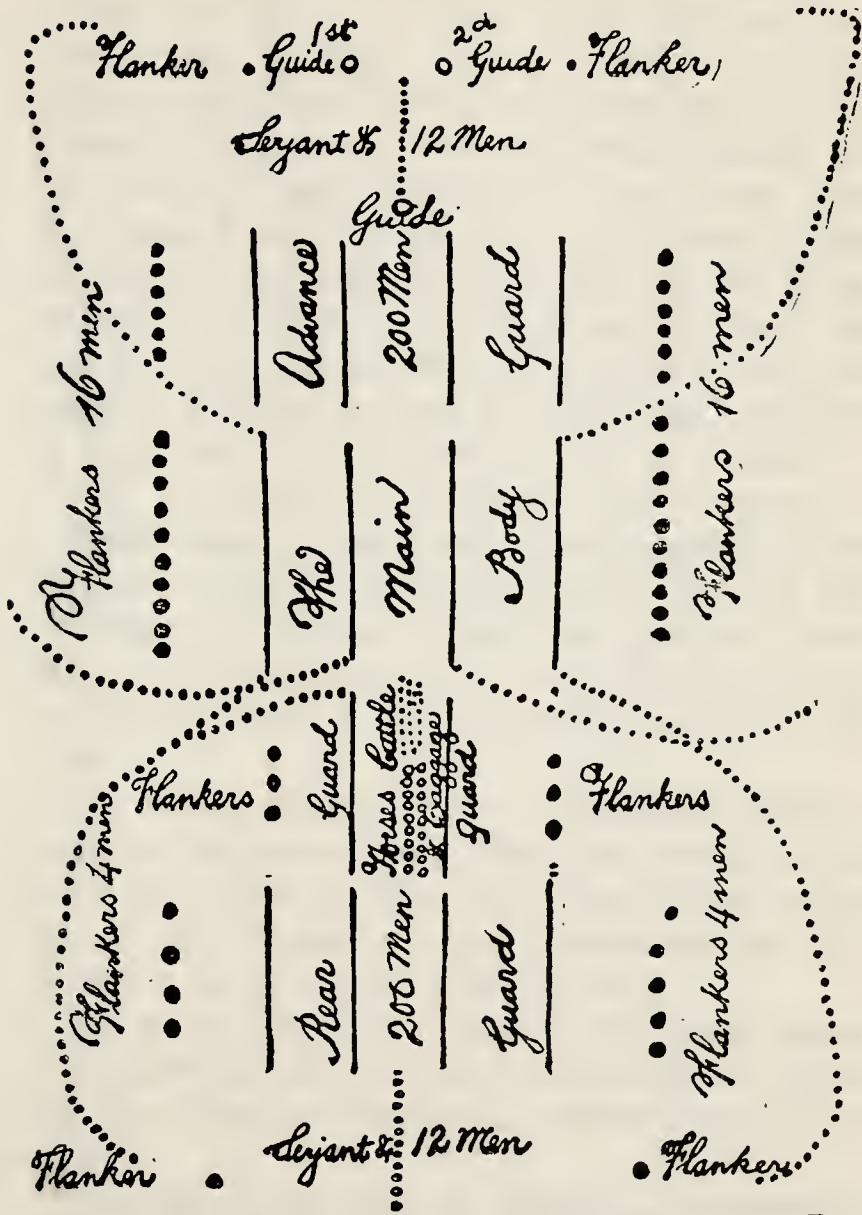 1st 2d
Flanker Guide Guide Flanker
Serjant & 12 Men
Guide
Advance 200 Men Guard
Flankers 16 men
Flankers 16 men
The Main Body
Flankers
Guard
Horses Cattle
& Baggage
Guard
Flankers
Flankers 4 men
Flankers 4 men
Rear 200 Men Guard
Serjant & 12 Men
Flanker Flanker